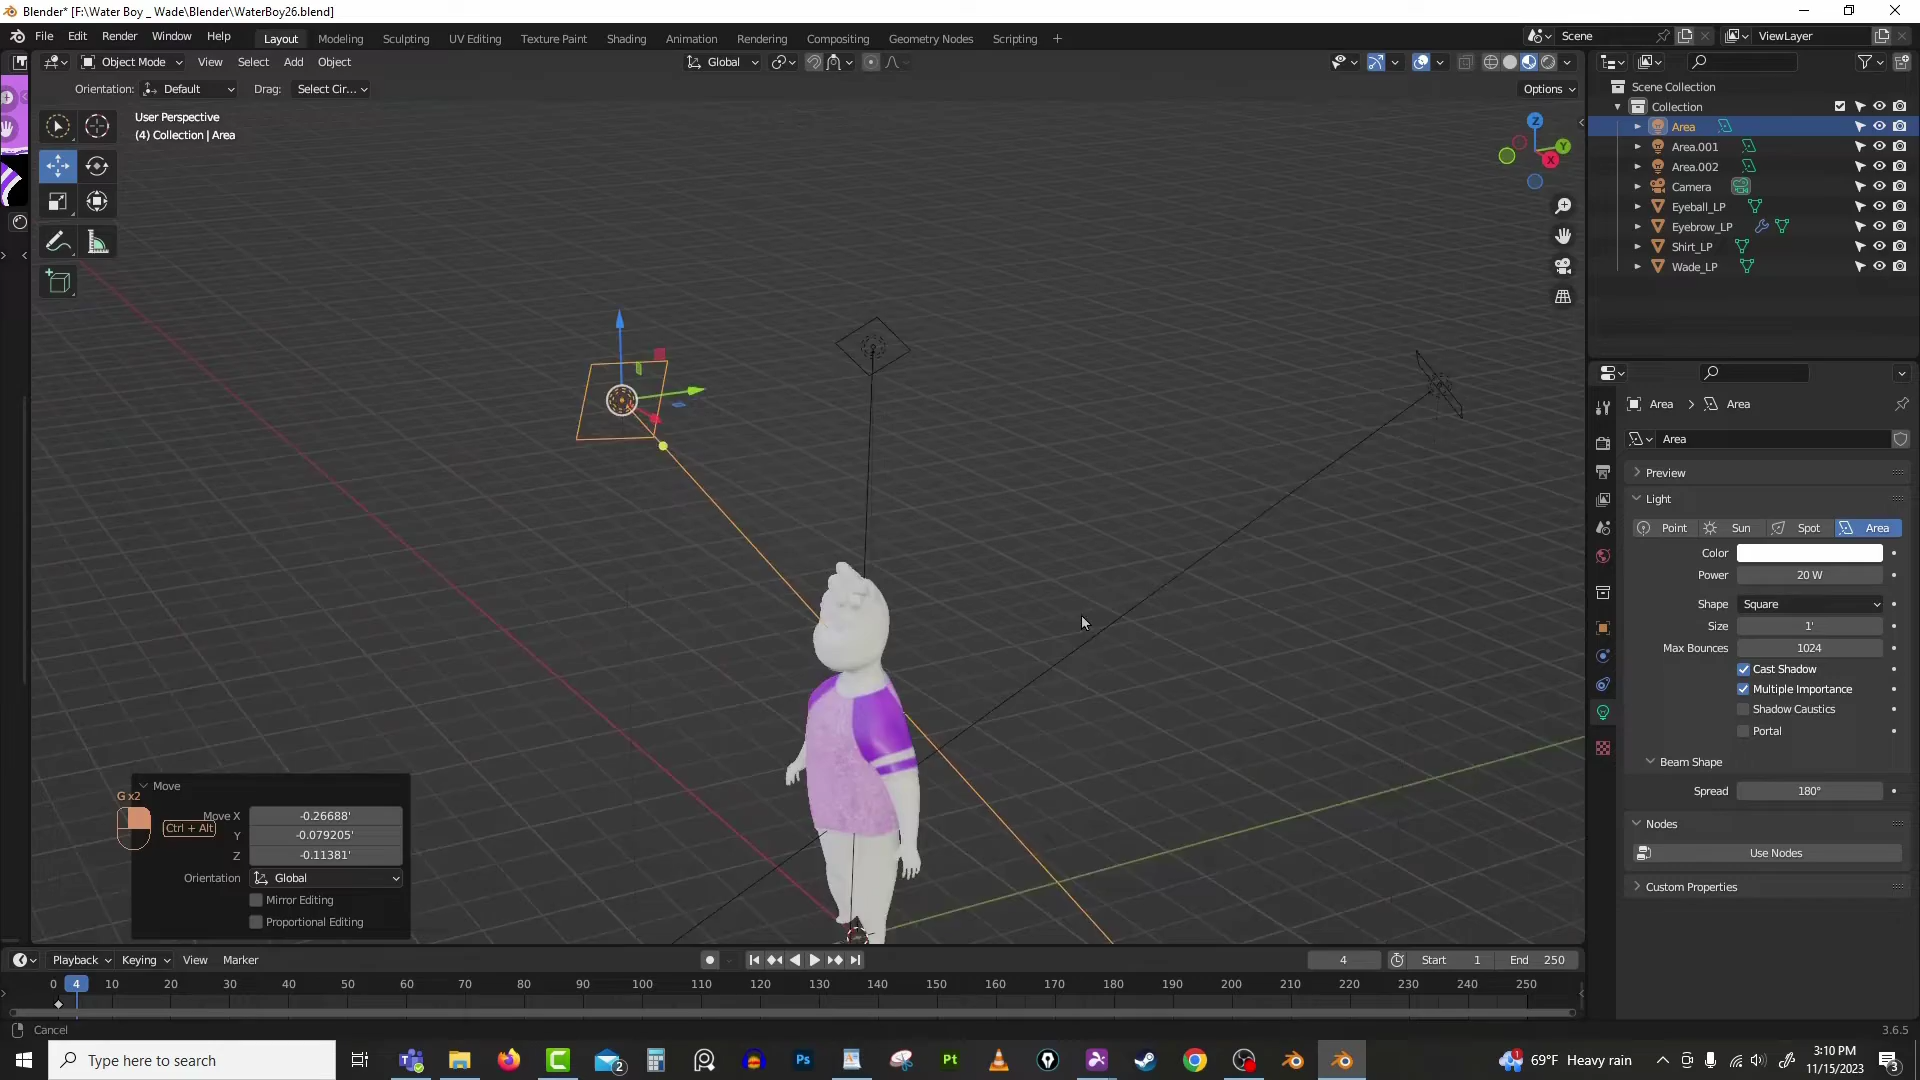 Blender* [F:\Water Boy _ Wade\Blender\WaterBoy26.blend]
File Edit Render Window Help
Layout Modeling Sculpting UV Editing Texture Paint Shading Animation Rendering Compositing Geometry Nodes Scripting +
Scene
ViewLayer
Object Mode View Select Add Object
Global
Orientation: Default Drag: Select Cir...
Options
User Perspective
(4) Collection | Area
Z
Y
X
Scene Collection
Collection
Area
Area.001
Area.002
Camera
Eyeball_LP
Eyebrow_LP
Shirt_LP
Wade_LP
Area > Area
Area
Preview
Light
Point Sun Spot Area
Color
Power 20 W
Shape Square
Size 1'
Max Bounces 1024
Cast Shadow
Multiple Importance
Shadow Caustics
Portal
Beam Shape
Spread 180°
Nodes
Use Nodes
Custom Properties
Move
G x2
Ctrl + Alt
Move X -0.26688'
Y -0.079205'
Z -0.11381'
Orientation Global
Mirror Editing
Proportional Editing
Playback Keying View Marker
4 Start 1 End 250
0 4 10 20 30 40 50 60 70 80 90 100 110 120 130 140 150 160 170 180 190 200 210 220 230 240 250
Cancel
3.6.5
Type here to search
2
Ps
Pt
1
69°F Heavy rain
3:10 PM
11/15/2023
3